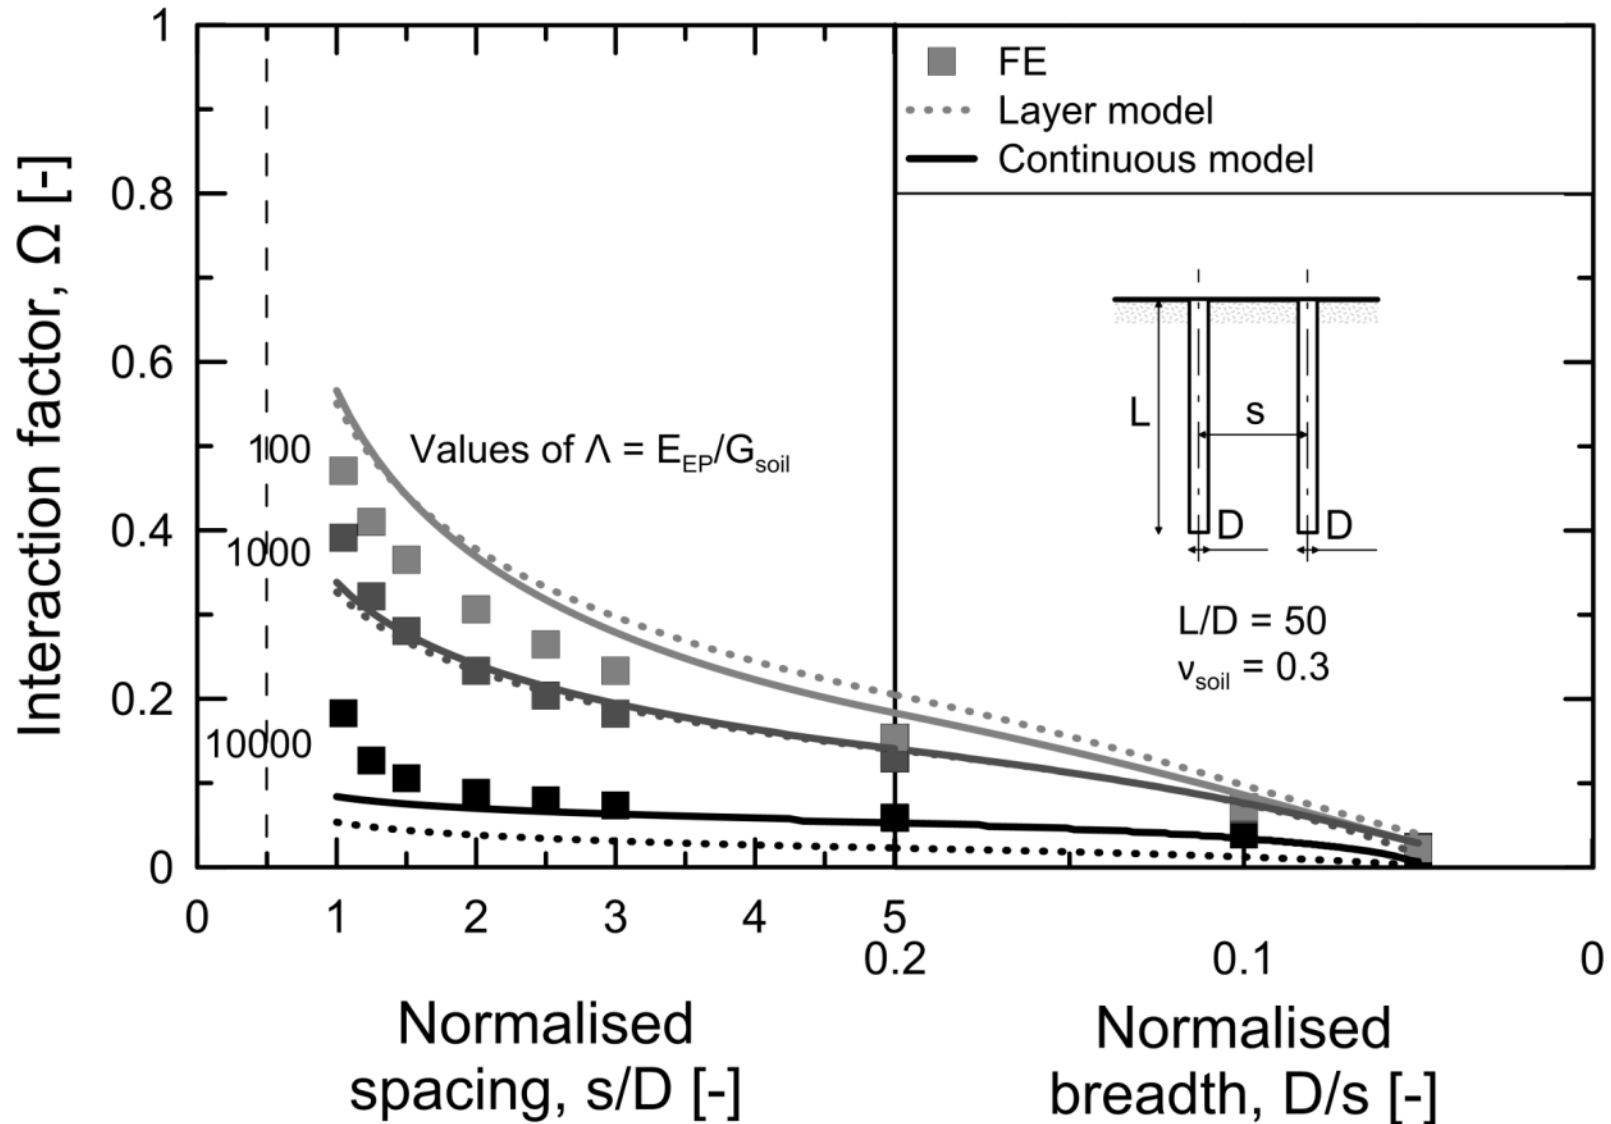 1
0.8
0.6
0.4
0.2
0
Interaction factor, Ω [-]
FE
Layer model
Continuous model
100
1000
10000
Values of Λ = E_EP/G_soil
L
s
D
D
L/D = 50
ν_soil = 0.3
0
1
2
3
4
5
0.2
0.1
0
Normalised
spacing, s/D [-]
Normalised
breadth, D/s [-]